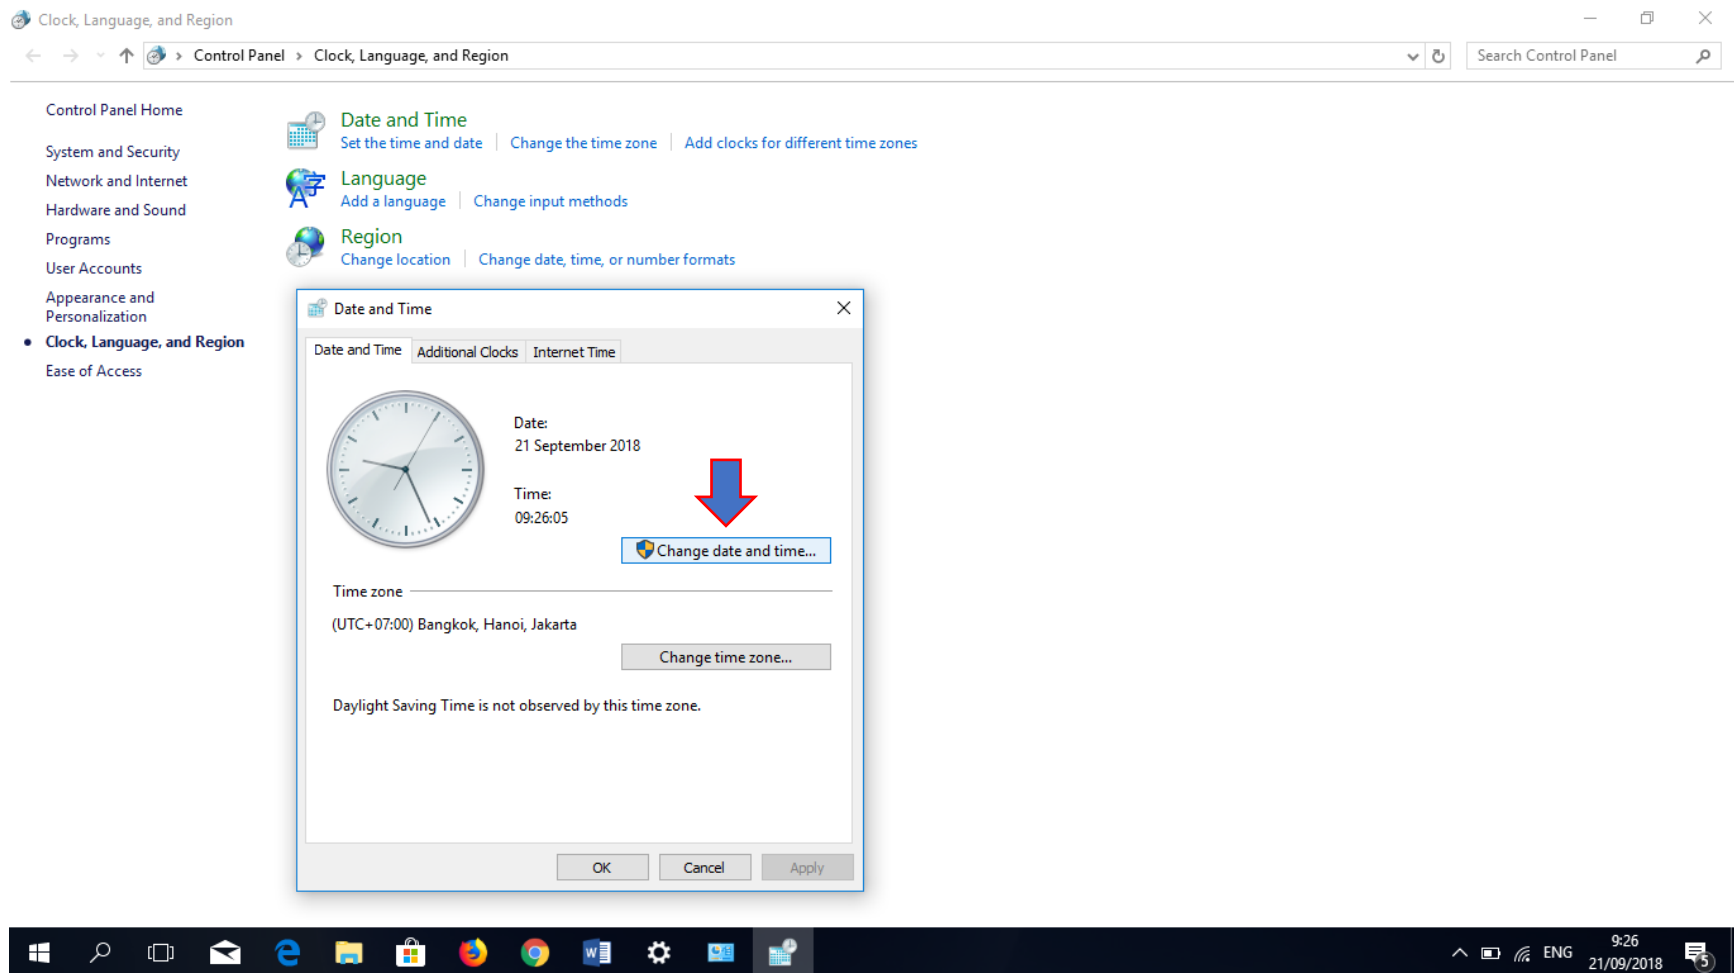 Clock, Language, and Region
Control Panel > Clock, Language, and Region
Search Control Panel
Control Panel Home
System and Security
Network and Internet
Hardware and Sound
Programs
User Accounts
Appearance and
Personalization
Clock, Language, and Region
Ease of Access
Date and Time
Set the time and date | Change the time zone | Add clocks for different time zones
Language
Add a language | Change input methods
Region
Change location | Change date, time, or number formats
Date and Time
Date and Time Additional Clocks Internet Time
Date:
21 September 2018
Time:
09:26:05
Change date and time...
Time zone
(UTC+07:00) Bangkok, Hanoi, Jakarta
Change time zone...
Daylight Saving Time is not observed by this time zone.
OK Cancel Apply
ENG
9:26
21/09/2018
5